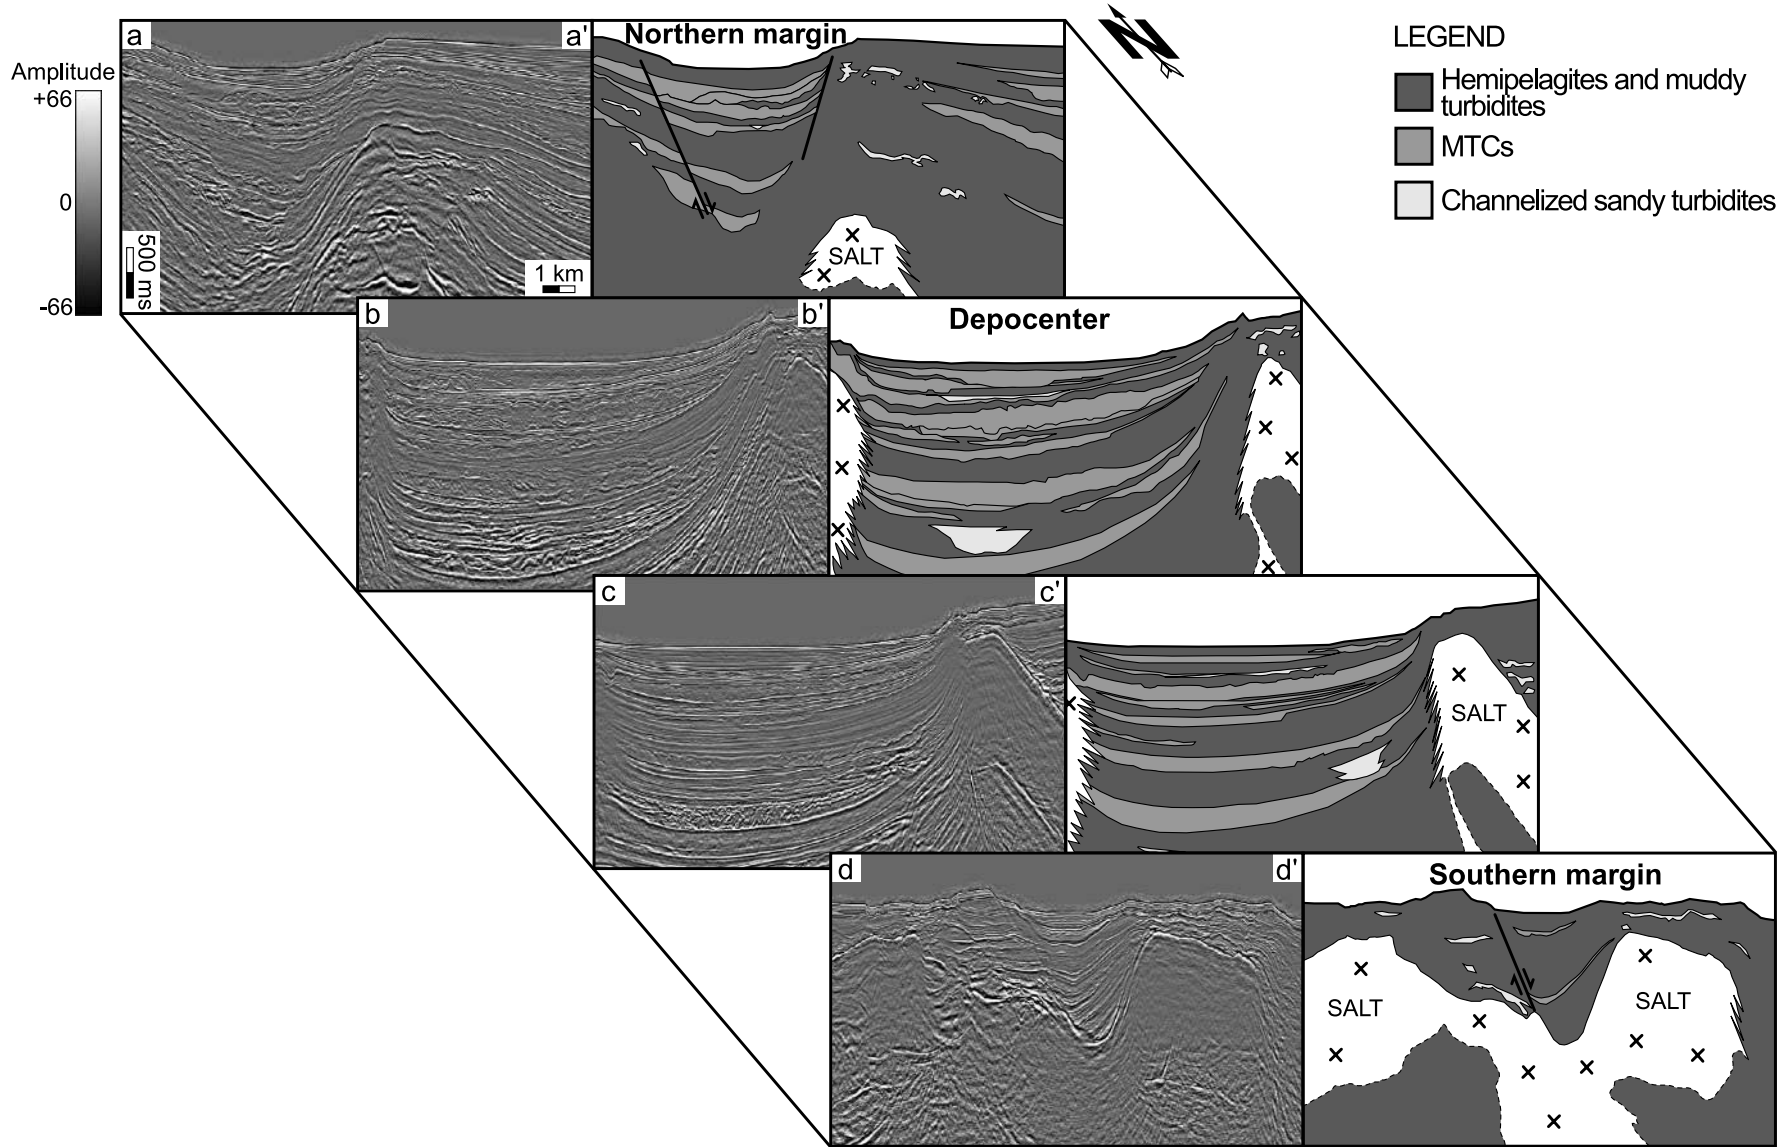 a
a'
Northern margin
N
LEGEND
Amplitude
+66
0
-66
Hemipelagites and muddy
turbidites
MTCs
Channelized sandy turbidites
500 ms
1 km
SALT
b
b'
Depocenter
c
c'
SALT
d
d'
Southern margin
SALT
SALT